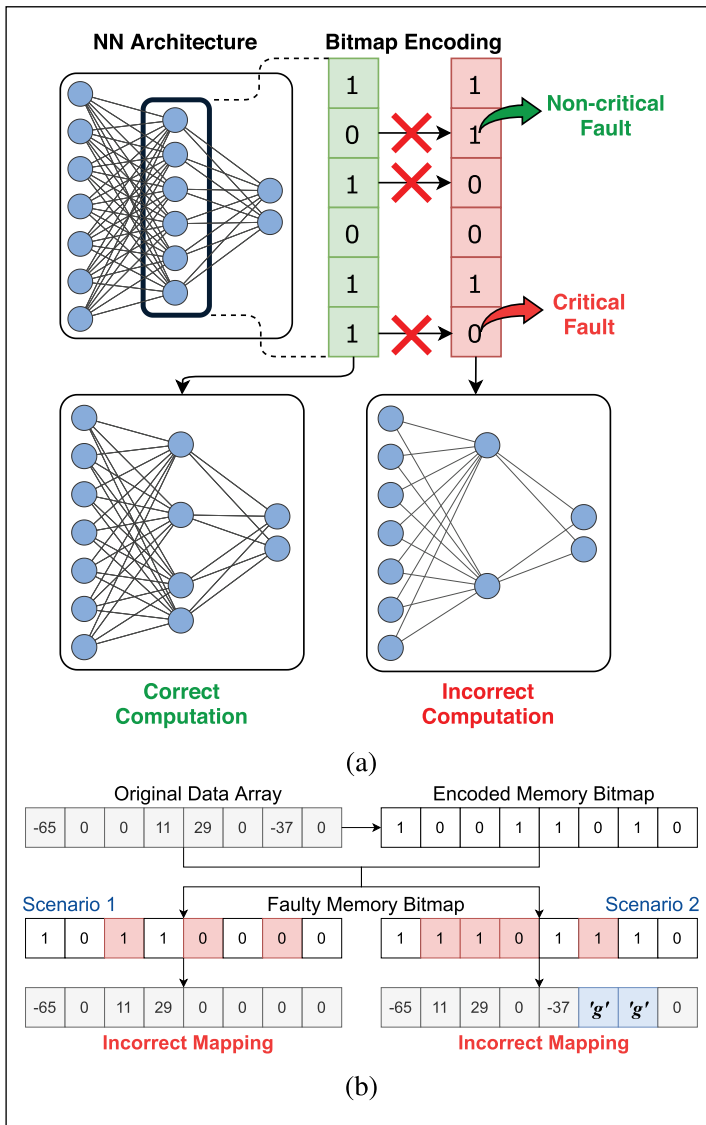 NN Architecture
Bitmap Encoding
1
0
1
0
1
1
1
1
0
0
1
0
Non-critical
Fault
Critical
Fault
Correct
Computation
Incorrect
Computation
(a)
Original Data Array
Encoded Memory Bitmap
-65 0 0 11 29 0 -37 0
1 0 0 1 1 0 1 0
Scenario 1
Faulty Memory Bitmap
Scenario 2
1 0 1 1 0 0 0 0
1 1 1 0 1 1 1 0
-65 0 11 29 0 0 0 0
-65 11 29 0 -37 'g' 'g' 0
Incorrect Mapping
Incorrect Mapping
(b)